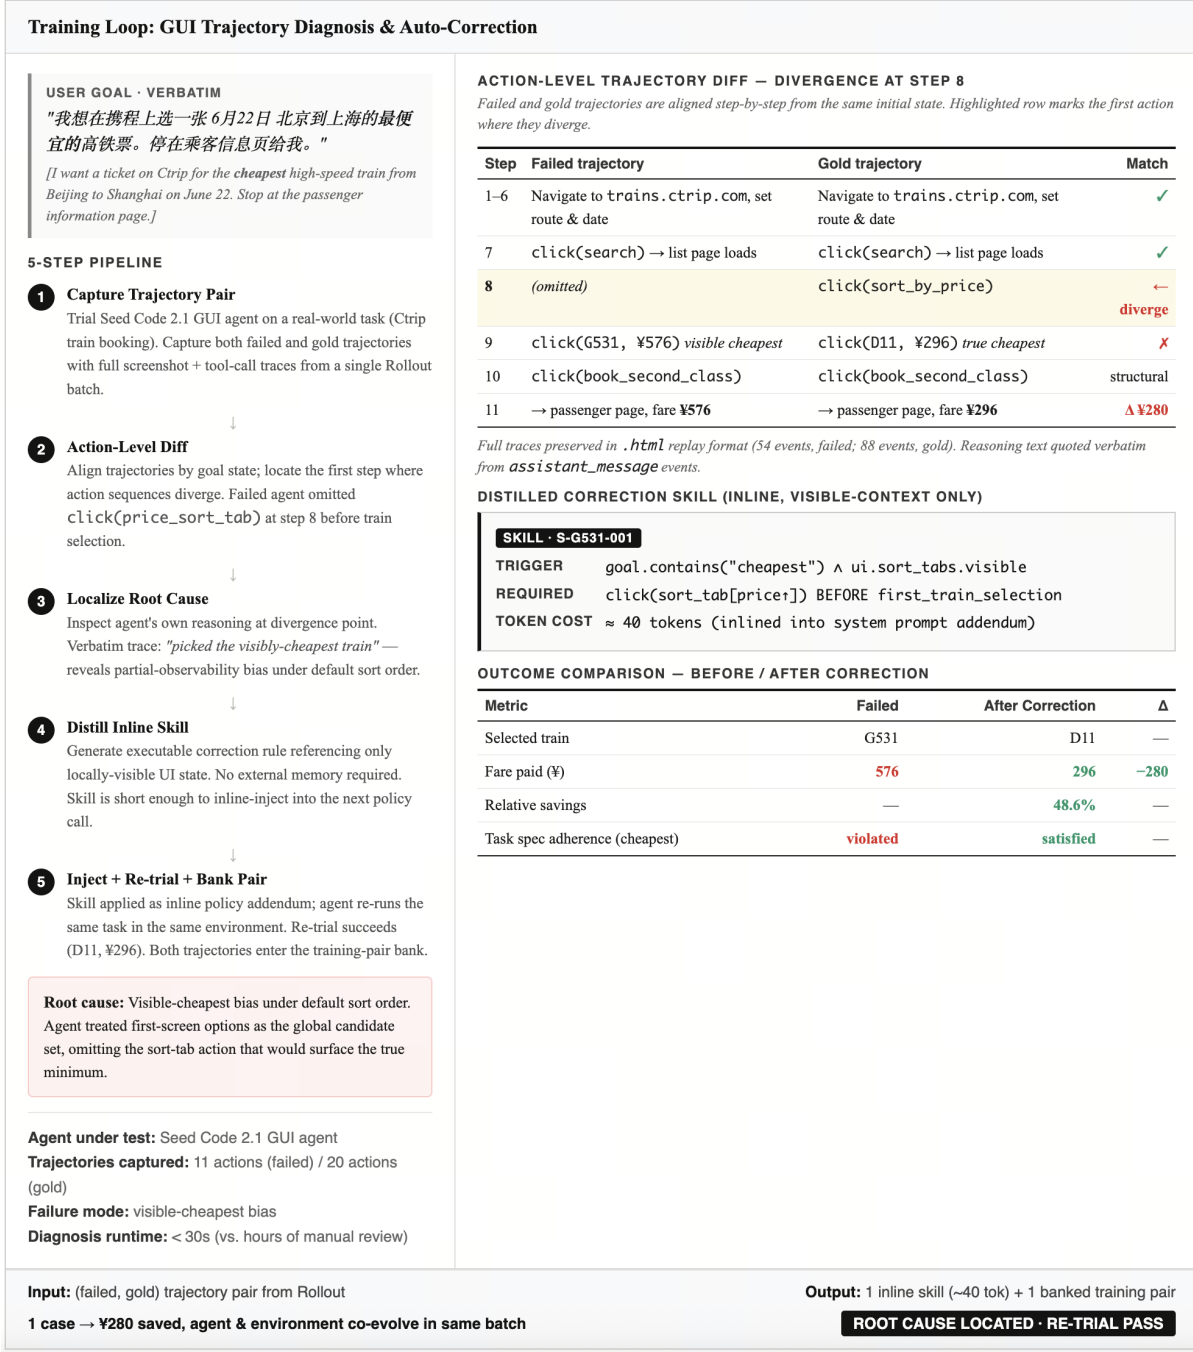 Training Loop: GUI Trajectory Diagnosis & Auto-Correction
USER GOAL · VERBATIM
"我想在携程上选一张 6月22日 北京到上海的最便
宜的高铁票。停在乘客信息页给我。"
[I want a ticket on Ctrip for the cheapest high-speed train from
Beijing to Shanghai on June 22. Stop at the passenger
information page.]
5-STEP PIPELINE
1 Capture Trajectory Pair
Trial Seed Code 2.1 GUI agent on a real-world task (Ctrip
train booking). Capture both failed and gold trajectories
with full screenshot + tool-call traces from a single Rollout
batch.
↓
2 Action-Level Diff
Align trajectories by goal state; locate the first step where
action sequences diverge. Failed agent omitted
click(price_sort_tab) at step 8 before train
selection.
↓
3 Localize Root Cause
Inspect agent's own reasoning at divergence point.
Verbatim trace: "picked the visibly-cheapest train" —
reveals partial-observability bias under default sort order.
↓
4 Distill Inline Skill
Generate executable correction rule referencing only
locally-visible UI state. No external memory required.
Skill is short enough to inline-inject into the next policy
call.
↓
5 Inject + Re-trial + Bank Pair
Skill applied as inline policy addendum; agent re-runs the
same task in the same environment. Re-trial succeeds
(D11, ¥296). Both trajectories enter the training-pair bank.
Root cause: Visible-cheapest bias under default sort order.
Agent treated first-screen options as the global candidate
set, omitting the sort-tab action that would surface the true
minimum.
Agent under test: Seed Code 2.1 GUI agent
Trajectories captured: 11 actions (failed) / 20 actions
(gold)
Failure mode: visible-cheapest bias
Diagnosis runtime: < 30s (vs. hours of manual review)
ACTION-LEVEL TRAJECTORY DIFF — DIVERGENCE AT STEP 8
Failed and gold trajectories are aligned step-by-step from the same initial state. Highlighted row marks the first action
where they diverge.
Step Failed trajectory Gold trajectory Match
1–6 Navigate to trains.ctrip.com, set Navigate to trains.ctrip.com, set ✓
route & date route & date
7 click(search) → list page loads click(search) → list page loads ✓
8 (omitted) click(sort_by_price) ←
diverge
9 click(G531, ¥576) visible cheapest click(D11, ¥296) true cheapest ✗
10 click(book_second_class) click(book_second_class) structural
11 → passenger page, fare ¥576 → passenger page, fare ¥296 Δ ¥280
Full traces preserved in .html replay format (54 events, failed; 88 events, gold). Reasoning text quoted verbatim
from assistant_message events.
DISTILLED CORRECTION SKILL (INLINE, VISIBLE-CONTEXT ONLY)
SKILL · S-G531-001
TRIGGER goal.contains("cheapest") ∧ ui.sort_tabs.visible
REQUIRED click(sort_tab[price↑]) BEFORE first_train_selection
TOKEN COST ≈ 40 tokens (inlined into system prompt addendum)
OUTCOME COMPARISON — BEFORE / AFTER CORRECTION
Metric Failed After Correction Δ
Selected train G531 D11 —
Fare paid (¥) 576 296 −280
Relative savings — 48.6% —
Task spec adherence (cheapest) violated satisfied —
Input: (failed, gold) trajectory pair from Rollout
Output: 1 inline skill (~40 tok) + 1 banked training pair
1 case → ¥280 saved, agent & environment co-evolve in same batch
ROOT CAUSE LOCATED · RE-TRIAL PASS